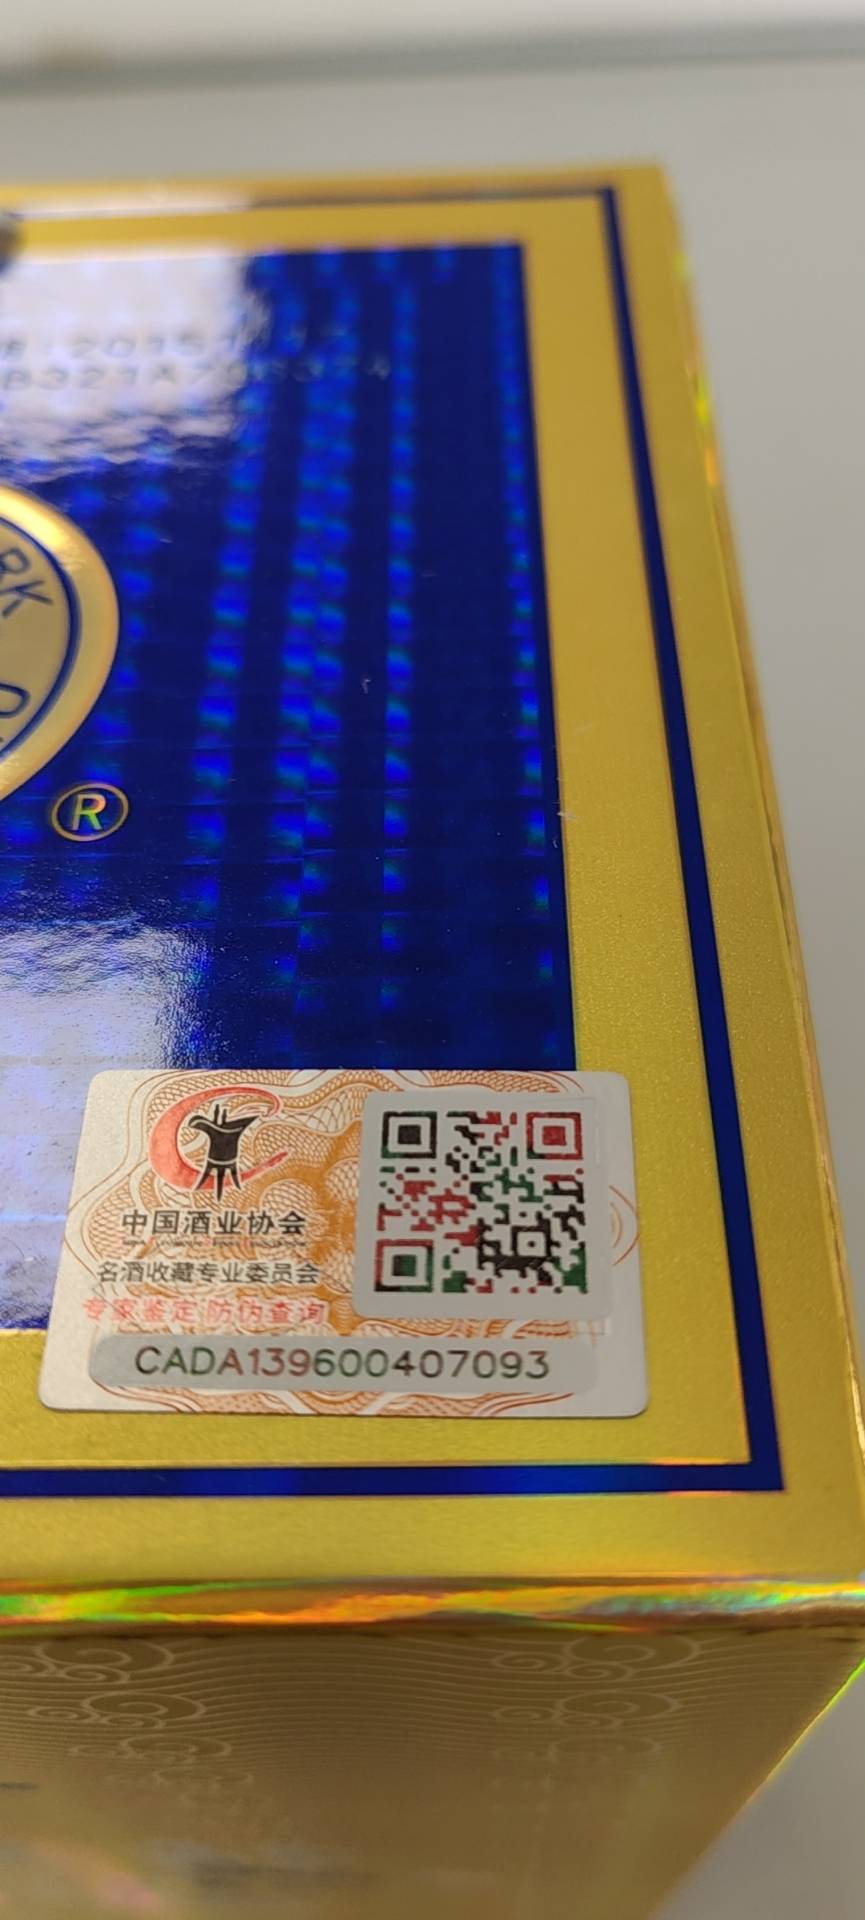 RK
®
中国酒业协会
名酒收藏专业委员会
专家鉴定 防伪查询
CADA139600407093